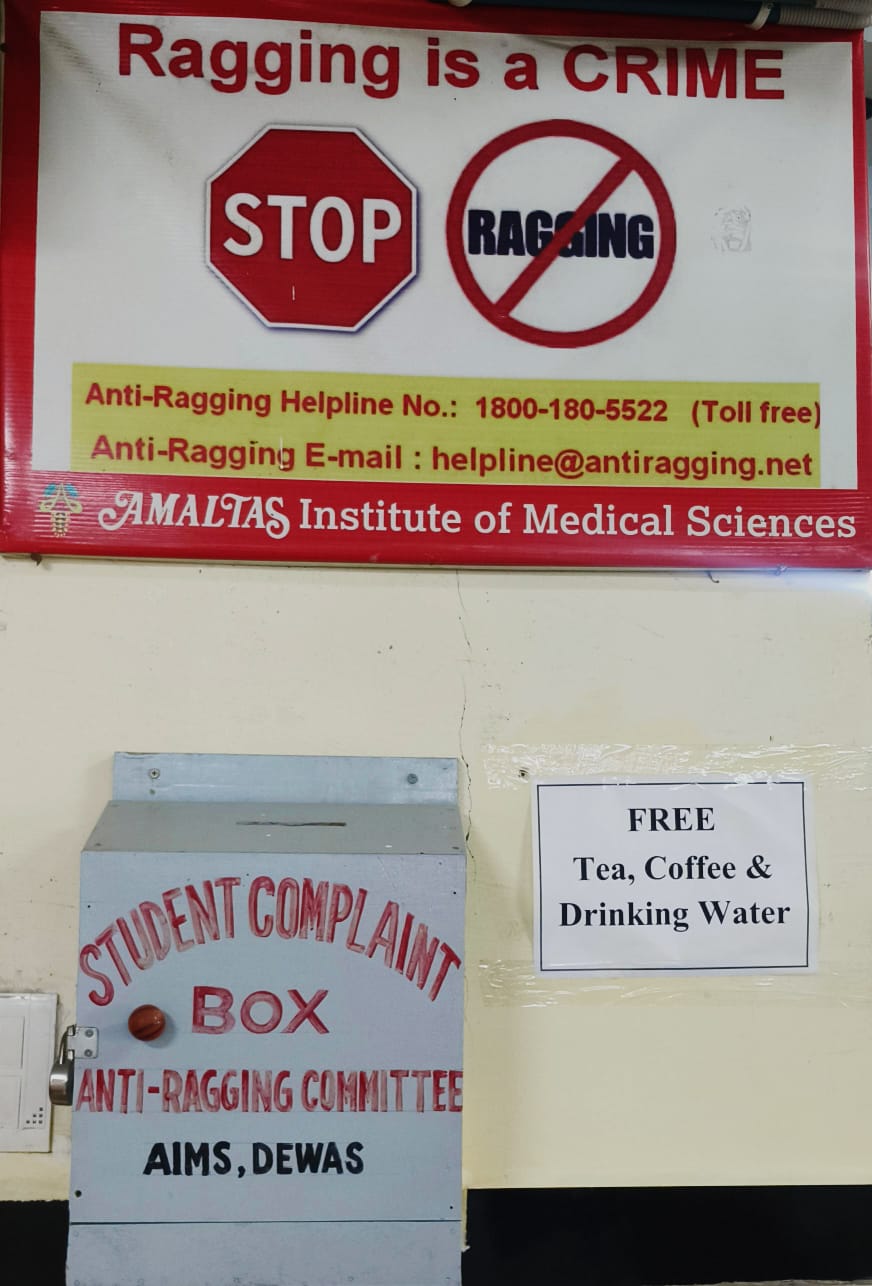 Ragging is a CRIME
STOP
RAGGING
Anti-Ragging Helpline No.: 1800-180-5522 (Toll free)
Anti-Ragging E-mail : helpline@antiragging.net
AMALTAS Institute of Medical Sciences
STUDENT COMPLAINT
BOX
ANTI-RAGGING COMMITTEE
AIMS, DEWAS
FREE
Tea, Coffee &
Drinking Water